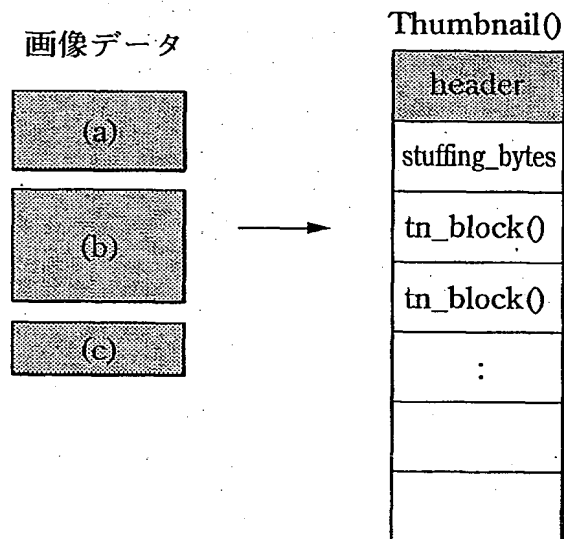 画像データ
(a)
(b)
(c)
Thumbnail()
header
stuffing_bytes
tn_block()
tn_block()
: